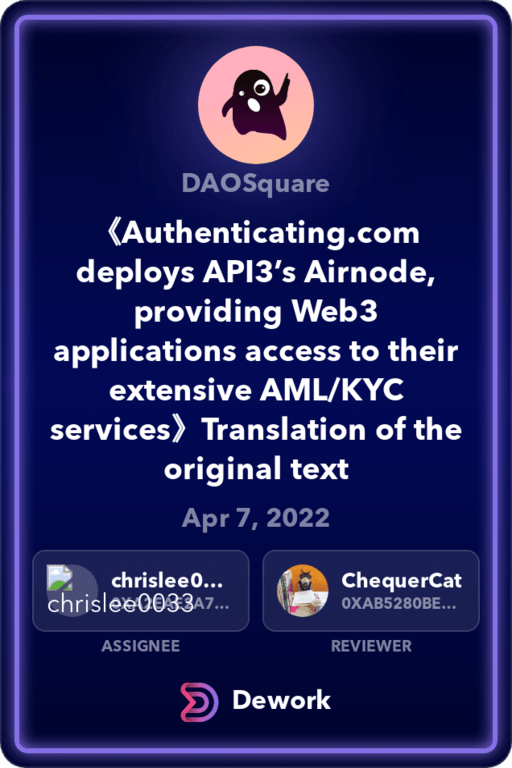 DAOSquare
《Authenticating.com
deploys API3’s Airnode,
providing Web3
applications access to their
extensive AML/KYC
services》Translation of the
original text
Apr 7, 2022
chrislee0...
chrislee0033
ASSIGNEE
ChequerCat
0XAB5280BE...
REVIEWER
Dework